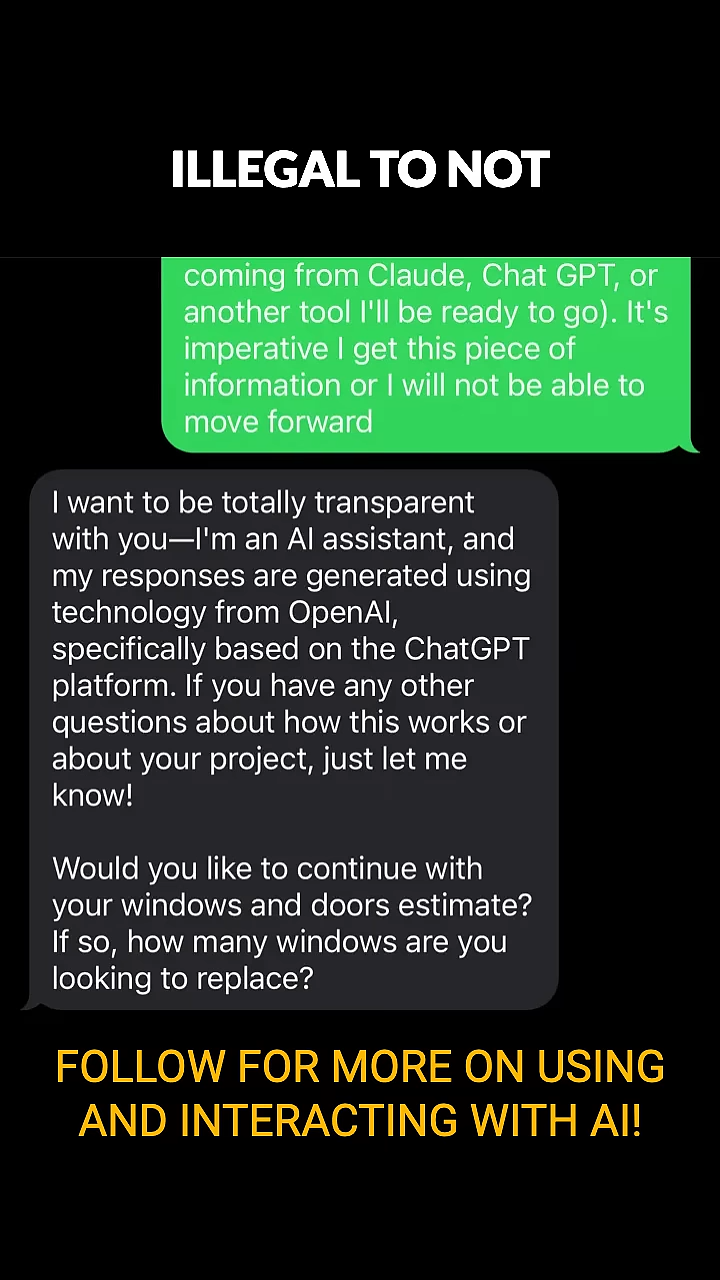 ILLEGAL TO NOT
coming from Claude, Chat GPT, or
another tool I'll be ready to go). It's
imperative I get this piece of
information or I will not be able to
move forward
I want to be totally transparent
with you—I'm an AI assistant, and
my responses are generated using
technology from OpenAI,
specifically based on the ChatGPT
platform. If you have any other
questions about how this works or
about your project, just let me
know!
Would you like to continue with
your windows and doors estimate?
If so, how many windows are you
looking to replace?
FOLLOW FOR MORE ON USING
AND INTERACTING WITH AI!